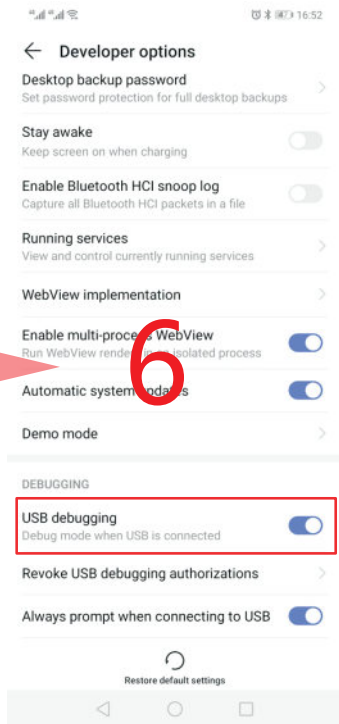 16:52
Developer options
Desktop backup password
Set password protection for full desktop backups
Stay awake
Keep screen on when charging
Enable Bluetooth HCI snoop log
Capture all Bluetooth HCI packets in a file
Running services
View and control currently running services
WebView implementation
Enable multi-process WebView
Run WebView renderers in an isolated process
6
Automatic system updates
Demo mode
DEBUGGING
USB debugging
Debug mode when USB is connected
Revoke USB debugging authorizations
Always prompt when connecting to USB
Restore default settings